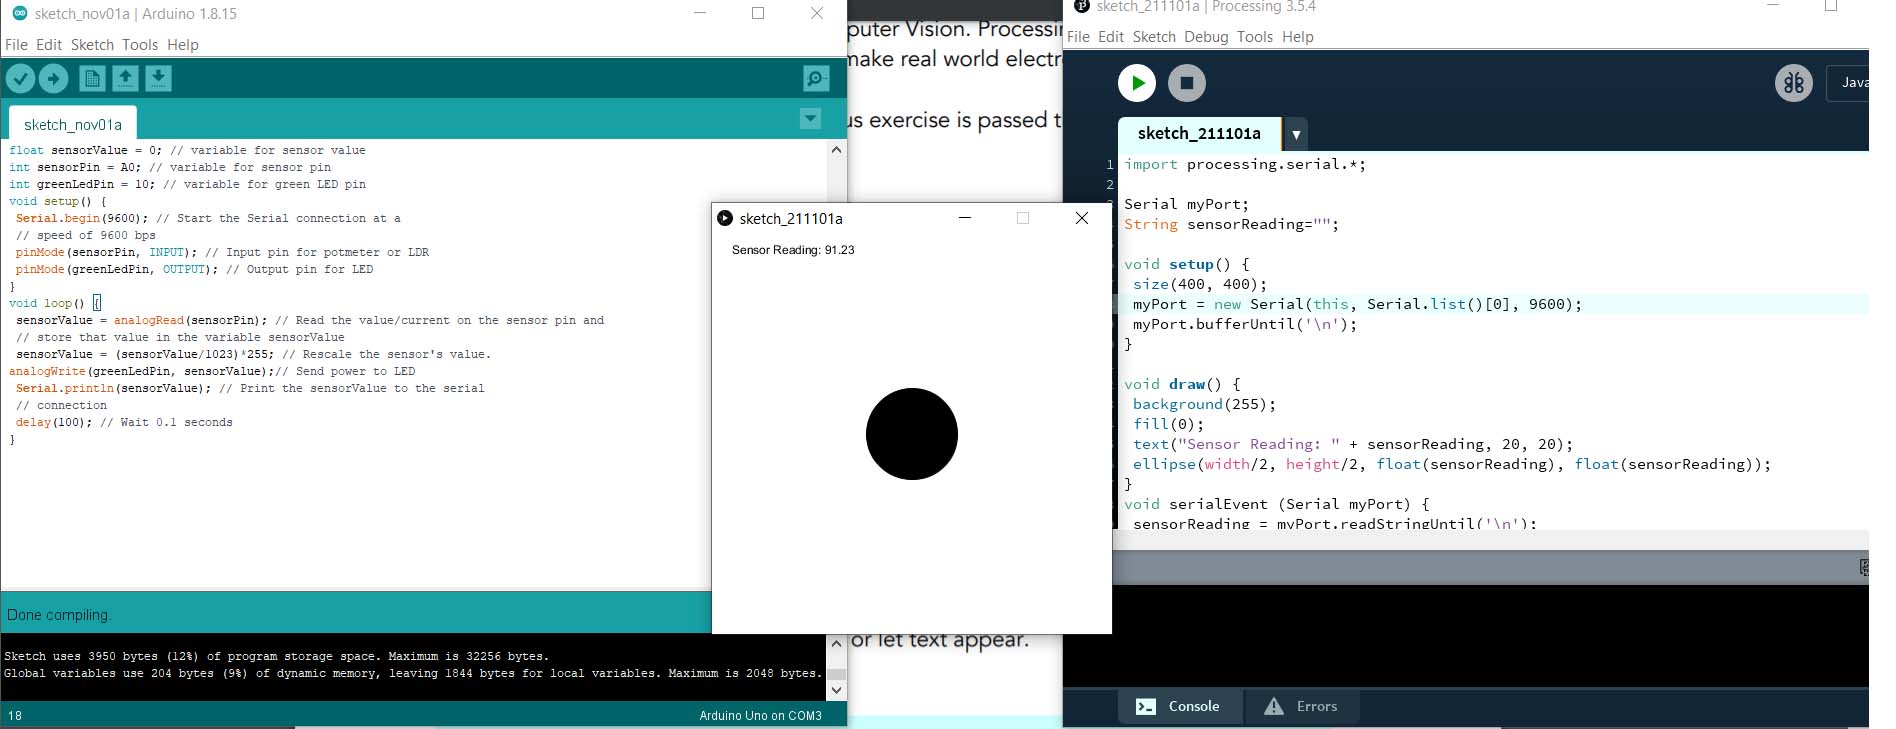 sketch_nov01a | Arduino 1.8.15
File Edit Sketch Tools Help
sketch_nov01a
float sensorValue = 0; // variable for sensor value
int sensorPin = A0; // variable for sensor pin
int greenLedPin = 10; // variable for green LED pin
void setup() {
Serial.begin(9600); // Start the Serial connection at a
// speed of 9600 bps
pinMode(sensorPin, INPUT); // Input pin for potmeter or LDR
pinMode(greenLedPin, OUTPUT); // Output pin for LED
}
void loop() {
sensorValue = analogRead(sensorPin); // Read the value/current on the sensor pin and
// store that value in the variable sensorValue
sensorValue = (sensorValue/1023)*255; // Rescale the sensor's value.
analogWrite(greenLedPin, sensorValue);// Send power to LED
Serial.println(sensorValue); // Print the sensorValue to the serial
// connection
delay(100); // Wait 0.1 seconds
}
Done compiling.
Sketch uses 3950 bytes (12%) of program storage space. Maximum is 32256 bytes.
Global variables use 204 bytes (9%) of dynamic memory, leaving 1844 bytes for local variables. Maximum is 2048 bytes.
18
Arduino Uno on COM3
puter Vision. Processi
make real world electr
us exercise is passed t
or let text appear.
sketch_211101a
Sensor Reading: 91.23
sketch_211101a | Processing 3.5.4
File Edit Sketch Debug Tools Help
Java
sketch_211101a
1 import processing.serial.*;
2
Serial myPort;
String sensorReading="";
void setup() {
size(400, 400);
myPort = new Serial(this, Serial.list()[0], 9600);
myPort.bufferUntil('\n');
}
void draw() {
background(255);
fill(0);
text("Sensor Reading: " + sensorReading, 20, 20);
ellipse(width/2, height/2, float(sensorReading), float(sensorReading));
}
void serialEvent (Serial myPort) {
sensorReading = myPort.readStringUntil('\n');
Console
Errors